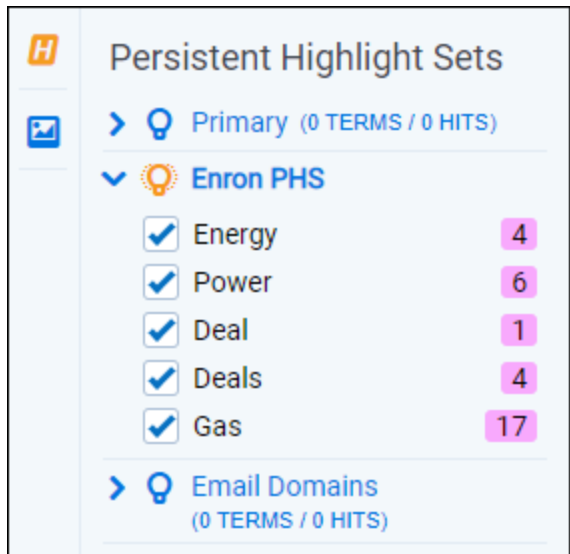 H
Persistent Highlight Sets
Primary (0 TERMS / 0 HITS)
Enron PHS
Energy 4
Power 6
Deal 1
Deals 4
Gas 17
Email Domains
(0 TERMS / 0 HITS)